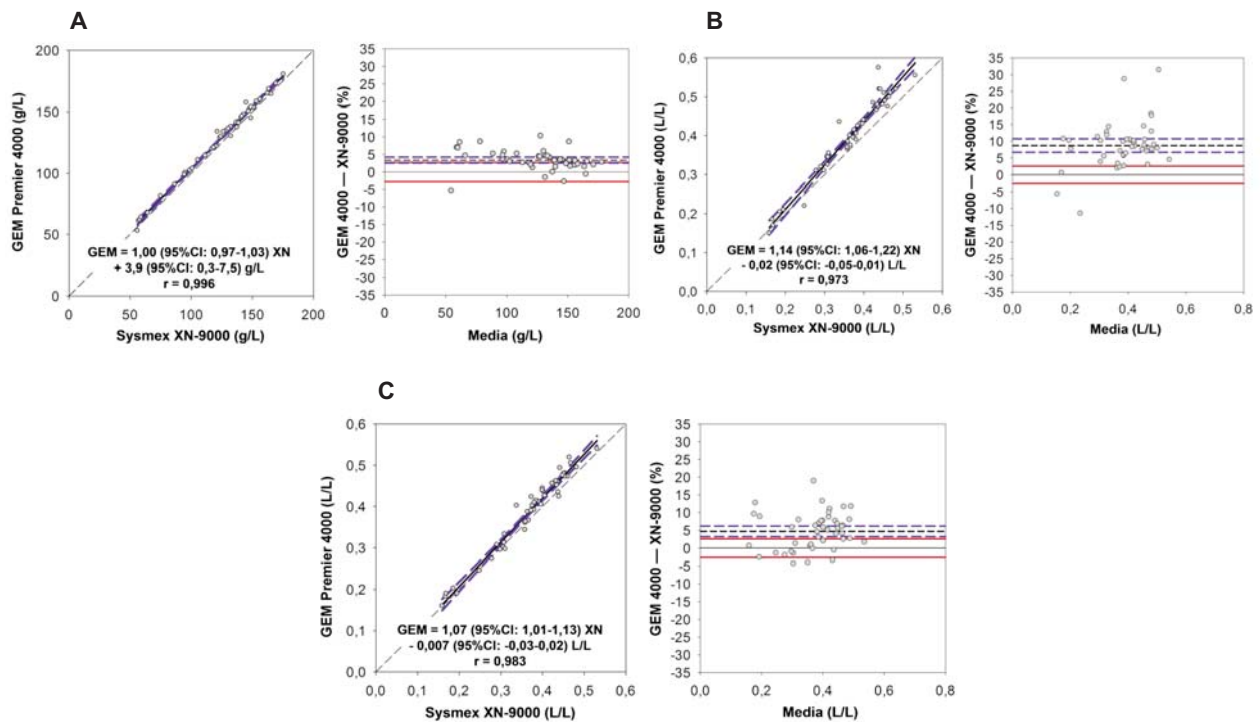 A
200
150
100
50
0
GEM Premier 4000 (g/L)
GEM = 1,00 (95%CI: 0,97-1,03) XN
+ 3,9 (95%CI: 0,3-7,5) g/L
r = 0,996
0 50 100 150 200
Sysmex XN-9000 (g/L)
35
30
25
20
15
10
5
0
-5
-10
-15
-20
25
30
-35
GEM 4000 — XN-9000 (%)
0 50 100 150 200
Media (g/L)
B
0,6
0,5
0,4
0,3
0,2
0,1
0,0
GEM Premier 4000 (L/L)
GEM = 1,14 (95%CI: 1,06-1,22) XN
- 0,02 (95%CI: -0,05-0,01) L/L
r = 0,973
0,0 0,1 0,2 0,3 0,4 0,5 0,6
Sysmex XN-9000 (L/L)
35
30
25
20
15
10
5
0
-5
-10
-15
-20
25
30
35
GEM 4000 — XN-9000 (%)
0,0 0,2 0,4 0,6 0,8
Media (L/L)
C
0,6
0,5
0,4
0,3
0,2
0,1
0,0
GEM Premier 4000 (L/L)
GEM = 1,07 (95%CI: 1,01-1,13) XN
- 0,007 (95%CI: -0,03-0,02) L/L
r = 0,983
0,0 0,1 0,2 0,3 0,4 0,5 0,6
Sysmex XN-9000 (L/L)
35
30
25
20
15
10
5
0
-5
-10
-15
-20
-25
-30
-35
GEM 4000 — XN-9000 (%)
0,0 0,2 0,4 0,6 0,8
Media (L/L)